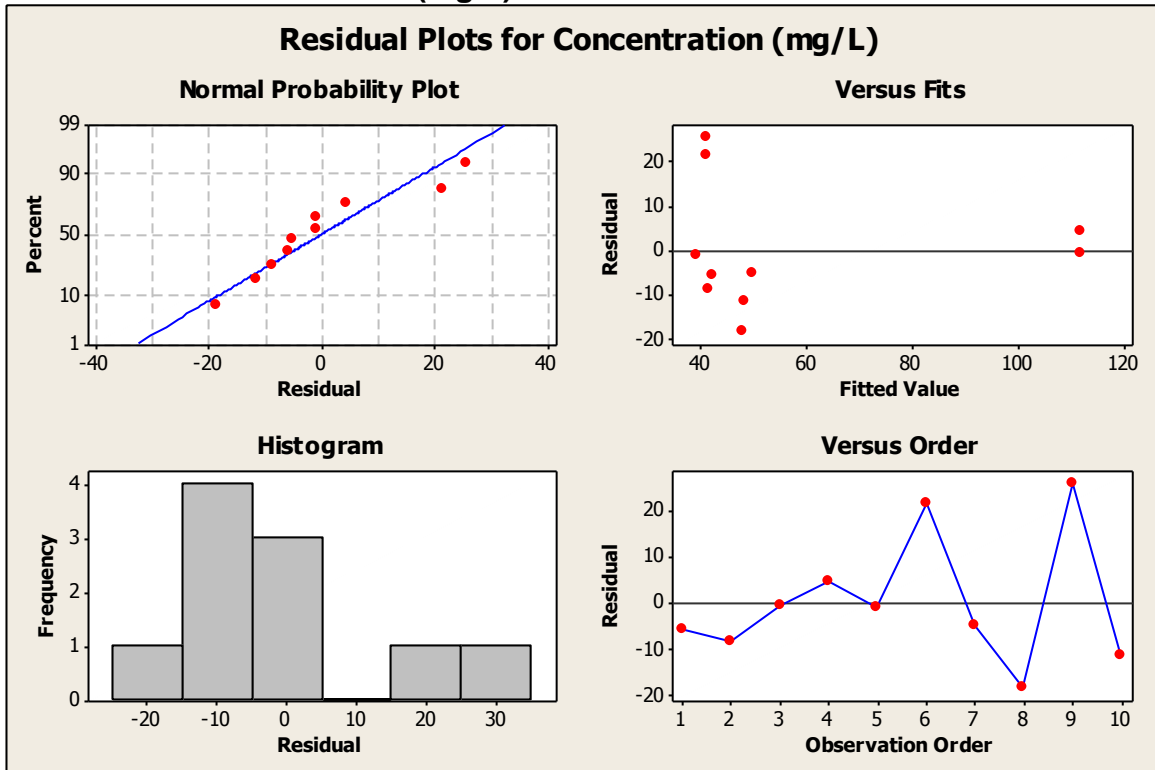 Residual Plots for Concentration (mg/L)
Normal Probability Plot
99
90
50
10
1
Percent
-40 -20 0 20 40
Residual
Versus Fits
20
10
0
-10
-20
Residual
40 60 80 100 120
Fitted Value
Histogram
4
3
2
1
0
Frequency
-20 -10 0 10 20 30
Residual
Versus Order
20
10
0
-10
-20
Residual
1 2 3 4 5 6 7 8 9 10
Observation Order